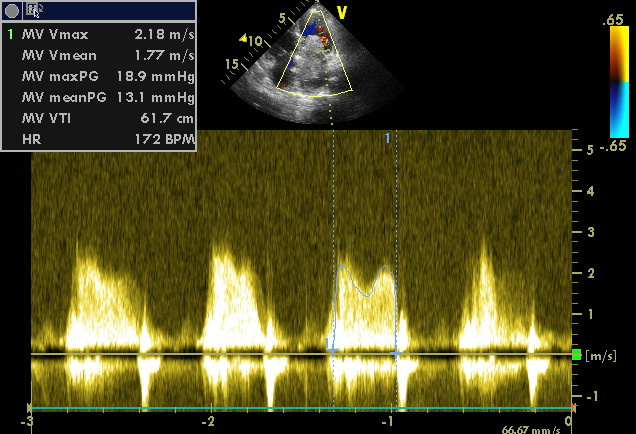 1 MV Vmax 2.18 m/s
MV Vmean 1.77 m/s
MV maxPG 18.9 mmHg
MV meanPG 13.1 mmHg
MV VTI 61.7 cm
HR 172 BPM
V
5
10
15
.65
-.65
1
5
4
3
2
1
[m/s]
-1
1
-3 -2 -1 0
66.67 mm/s